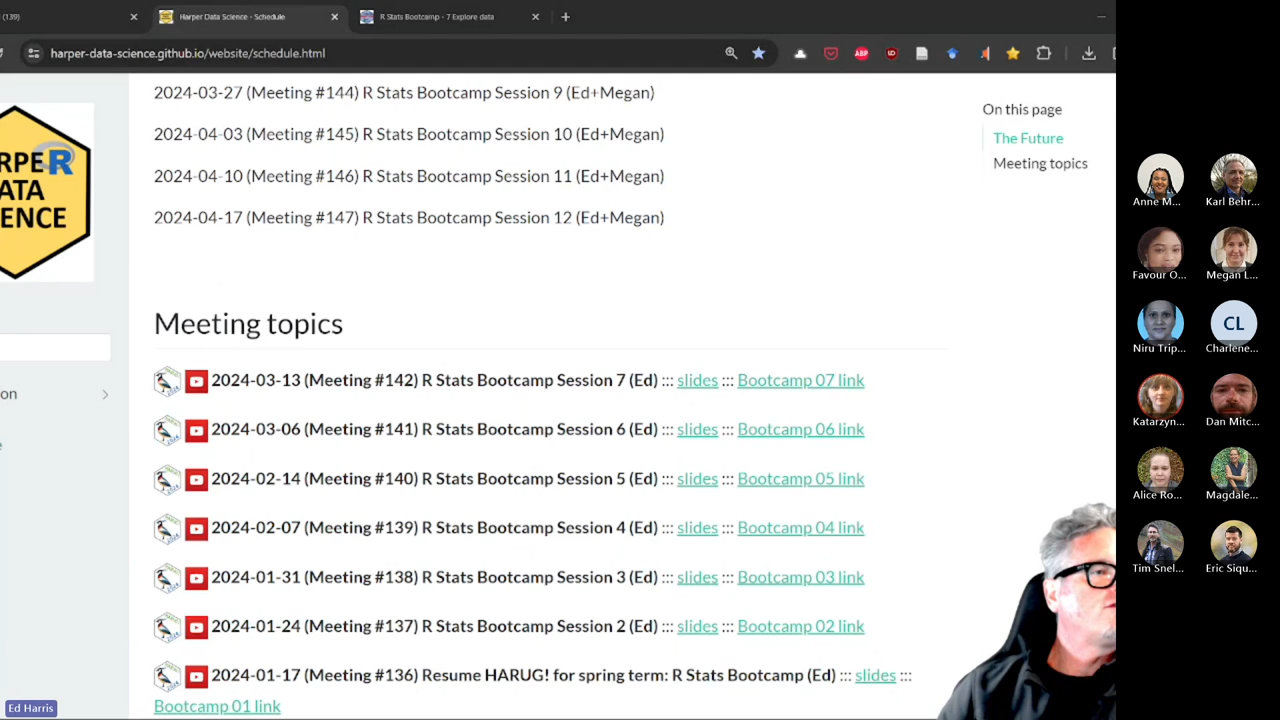 (139)
Harper Data Science - Schedule
R Stats Bootcamp - 7 Explore data
harper-data-science.github.io/website/schedule.html
ABP
2024-03-27 (Meeting #144) R Stats Bootcamp Session 9 (Ed+Megan)
2024-04-03 (Meeting #145) R Stats Bootcamp Session 10 (Ed+Megan)
2024-04-10 (Meeting #146) R Stats Bootcamp Session 11 (Ed+Megan)
2024-04-17 (Meeting #147) R Stats Bootcamp Session 12 (Ed+Megan)
On this page
The Future
Meeting topics
RPER
ATA
ENCE
on
Meeting topics
2024-03-13 (Meeting #142) R Stats Bootcamp Session 7 (Ed) ::: slides ::: Bootcamp 07 link
2024-03-06 (Meeting #141) R Stats Bootcamp Session 6 (Ed) ::: slides ::: Bootcamp 06 link
2024-02-14 (Meeting #140) R Stats Bootcamp Session 5 (Ed) ::: slides ::: Bootcamp 05 link
2024-02-07 (Meeting #139) R Stats Bootcamp Session 4 (Ed) ::: slides ::: Bootcamp 04 link
2024-01-31 (Meeting #138) R Stats Bootcamp Session 3 (Ed) ::: slides ::: Bootcamp 03 link
2024-01-24 (Meeting #137) R Stats Bootcamp Session 2 (Ed) ::: slides ::: Bootcamp 02 link
2024-01-17 (Meeting #136) Resume HARUG! for spring term: R Stats Bootcamp (Ed) ::: slides :::
Bootcamp 01 link
Ed Harris
Anne M... Karl Behr...
Favour O... Megan L...
CL
Niru Trip... Charlene...
Katarzyn... Dan Mitc...
Alice Ro... Magdale...
Tim Snel... Eric Siqu...